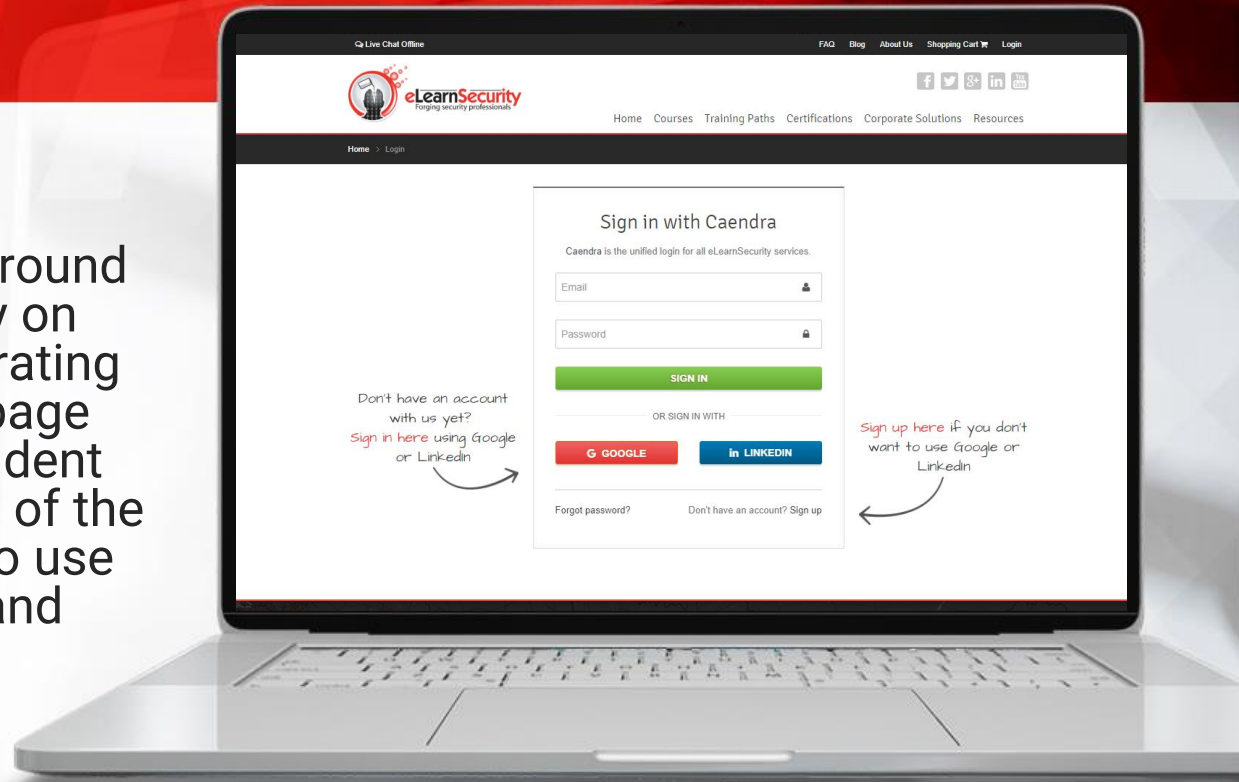 Live Chat Offline
FAQ Blog About Us Shopping Cart Login
eLearnSecurity
Forging security professionals
Home Courses Training Paths Certifications Corporate Solutions Resources
Home > Login
round
on
rating
page
dent
of the
o use
and
Sign in with Caendra
Caendra is the unified login for all eLearnSecurity services.
Email
Password
SIGN IN
OR SIGN IN WITH
G GOOGLE
in LINKEDIN
Forgot password? Don't have an account? Sign up
Don't have an account
with us yet?
Sign in here using Google
or LinkedIn
Sign up here if you don't
want to use Google or
Linkedin